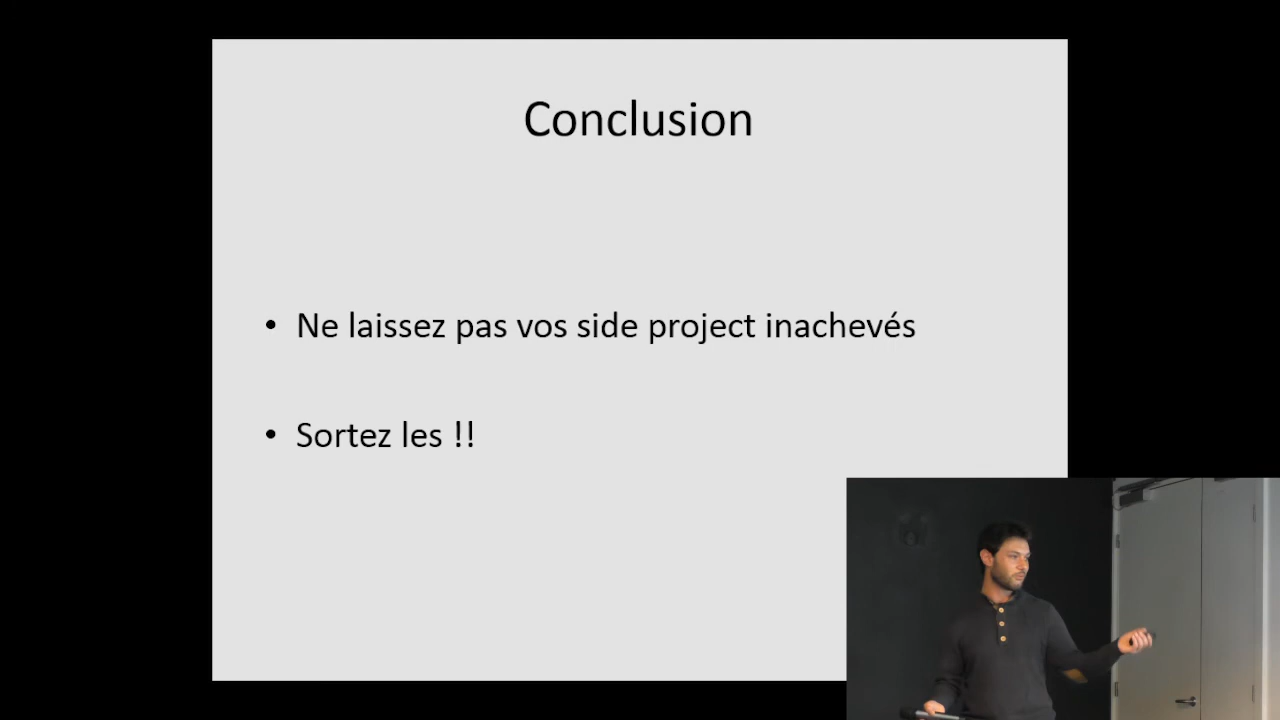 Conclusion
• Ne laissez pas vos side project inachevés
• Sortez les !!